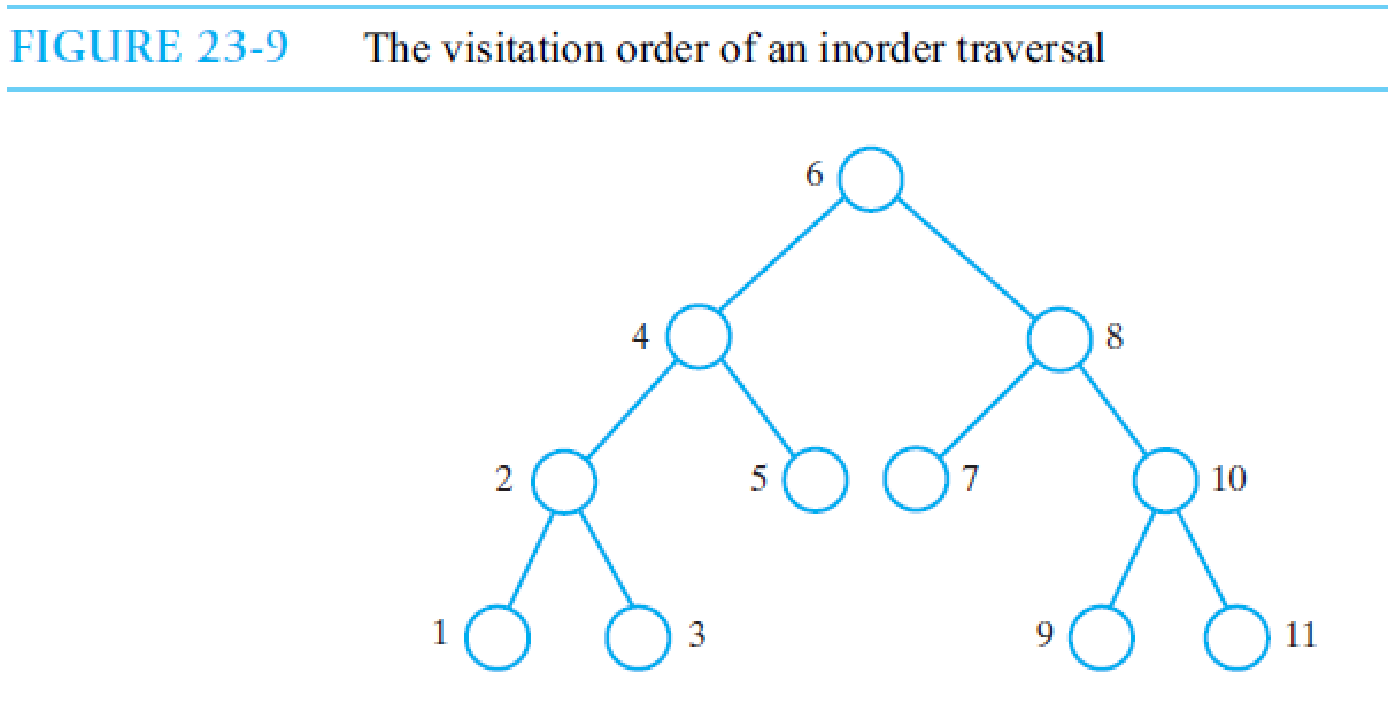 FIGURE 23-9 The visitation order of an inorder traversal
6
4 8
2 5 7 10
1 3 9 11